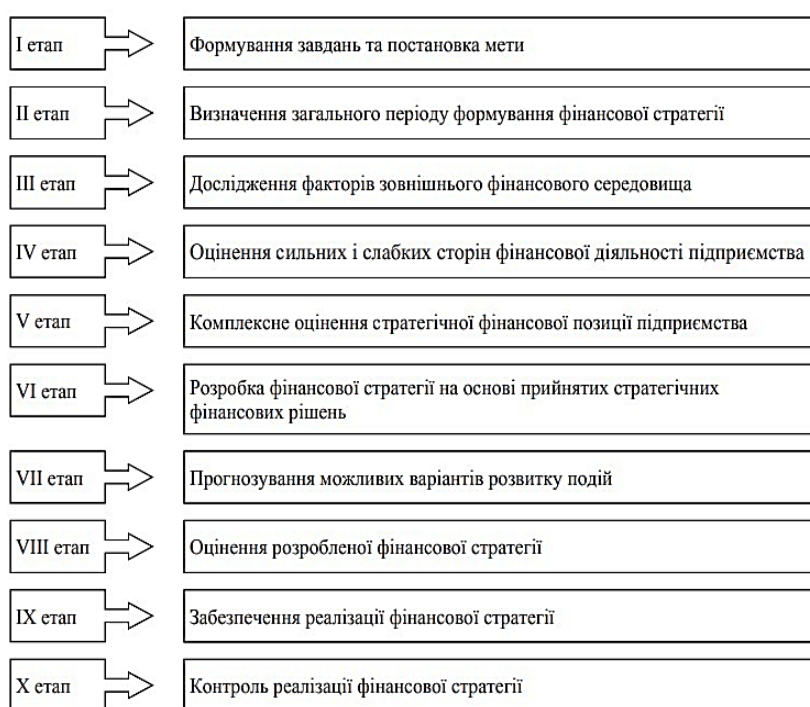 І етап Формування завдань та постановка мети
ІІ етап Визначення загального періоду формування фінансової стратегії
ІІІ етап Дослідження факторів зовнішнього фінансового середовища
IV етап Оцінення сильних і слабких сторін фінансової діяльності підприємства
V етап Комплексне оцінення стратегічної фінансової позиції підприємства
VI етап Розробка фінансової стратегії на основі прийнятих стратегічних
фінансових рішень
VII етап Прогнозування можливих варіантів розвитку подій
VIII етап Оцінення розробленої фінансової стратегії
IX етап Забезпечення реалізації фінансової стратегії
X етап Контроль реалізації фінансової стратегії